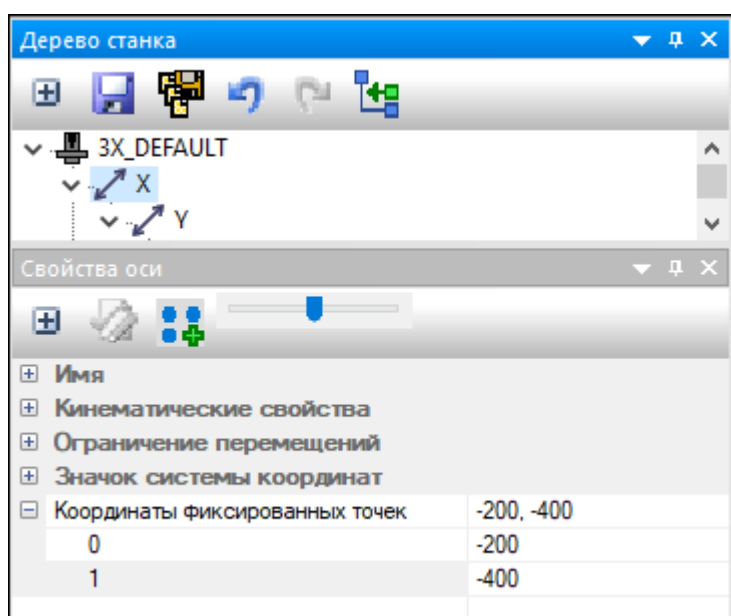 Дерево станка
3X_DEFAULT
X
Y
Свойства оси
Имя
Кинематические свойства
Ограничение перемещений
Значок системы координат
Координаты фиксированных точек -200, -400
0 -200
1 -400